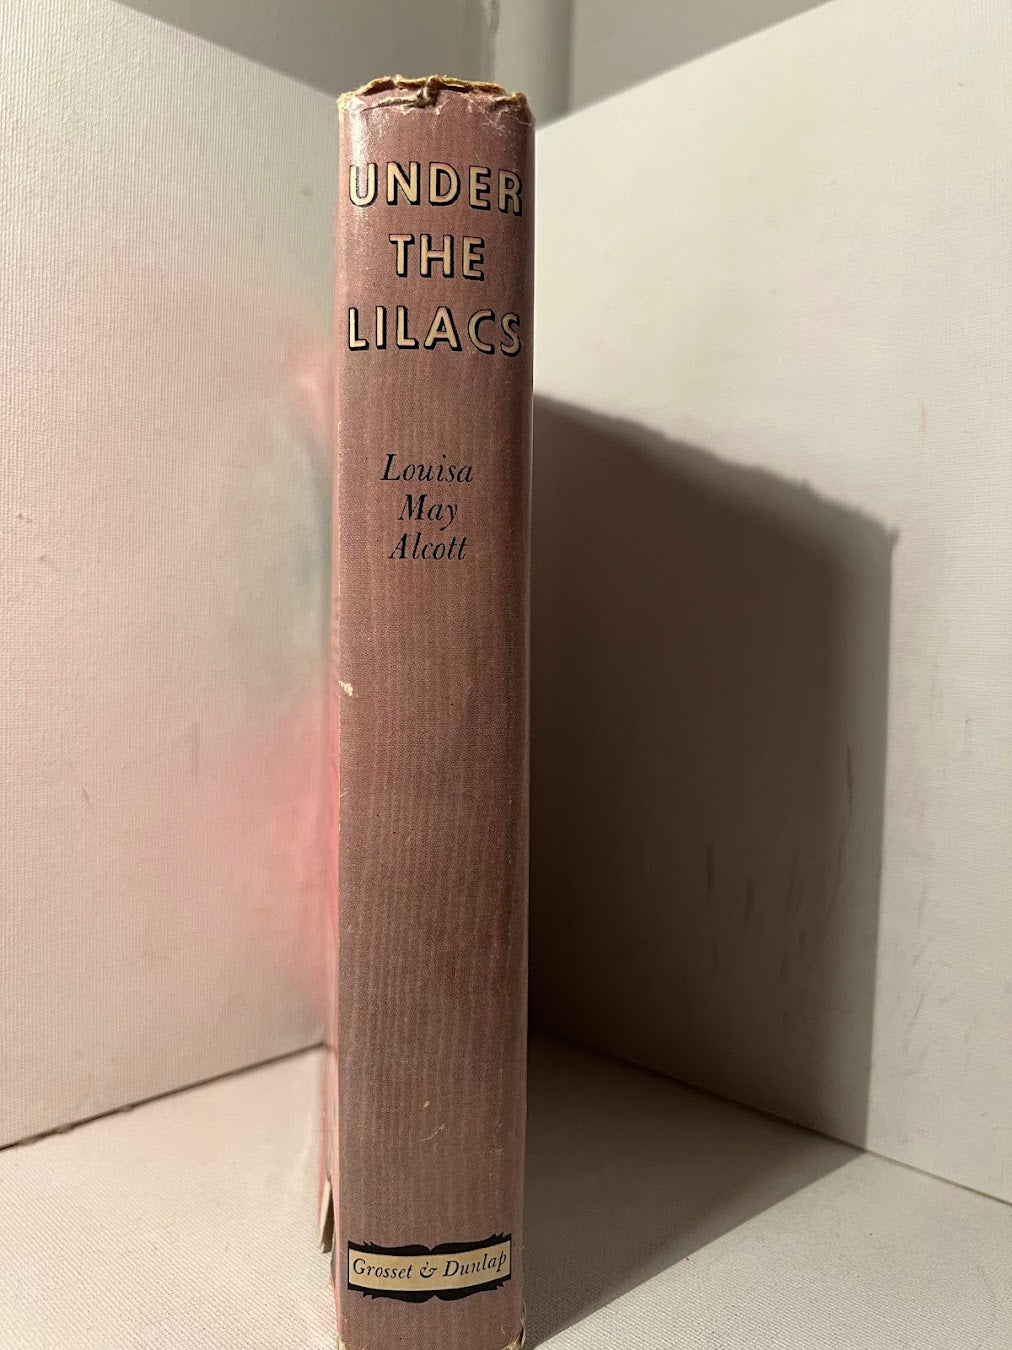 UNDER
THE
LILACS
Louisa
May
Alcott
Grosset & Dunlap